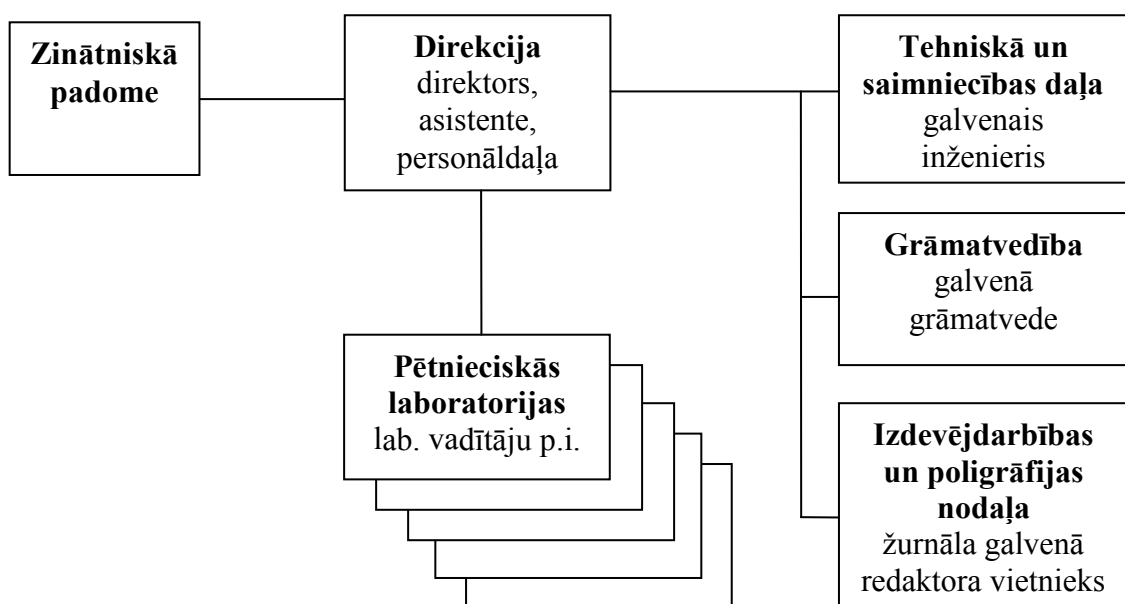 Zinātniskā
padome
Direkcija
direktors,
asistente,
personāldaļa
Tehniskā un
saimniecības daļa
galvenais
inženieris
Grāmatvedība
galvenā
grāmatvede
Pētnieciskās
laboratorijas
lab. vadītāju p.i.
Izdevējdarbības
un poligrāfijas
nodaļa
žurnāla galvenā
redaktora vietnieks